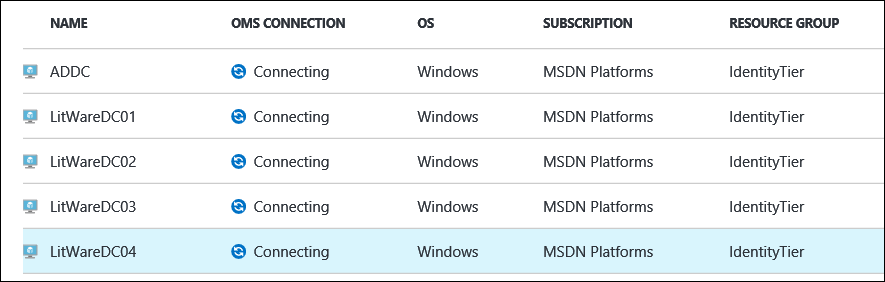 NAME OMS CONNECTION OS SUBSCRIPTION RESOURCE GROUP
ADDC Connecting Windows MSDN Platforms IdentityTier
LitWareDC01 Connecting Windows MSDN Platforms IdentityTier
LitWareDC02 Connecting Windows MSDN Platforms IdentityTier
LitWareDC03 Connecting Windows MSDN Platforms IdentityTier
LitWareDC04 Connecting Windows MSDN Platforms IdentityTier